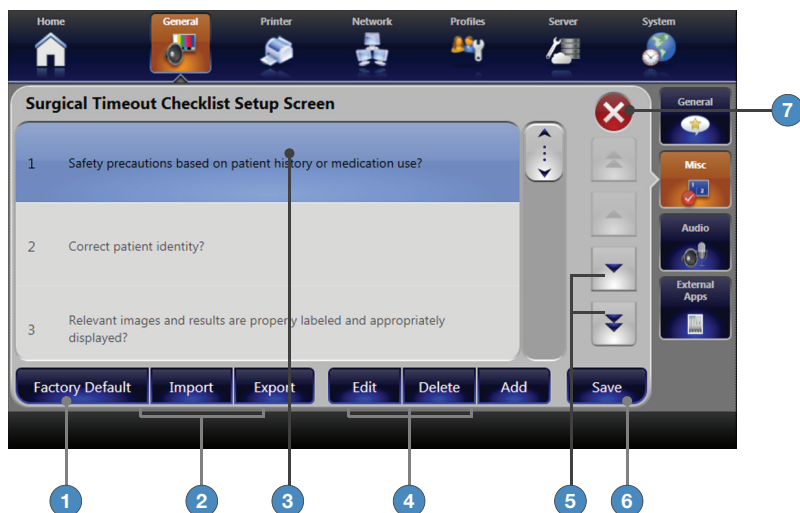 Home General Printer Network Profiles Server System
Surgical Timeout Checklist Setup Screen
General
7
1 Safety precautions based on patient history or medication use?
Misc
1 2
2 Correct patient identity?
Audio
External
Apps
3 Relevant images and results are properly labeled and appropriately
displayed?
Factory Default Import Export Edit Delete Add Save
1 2 3 4 5 6